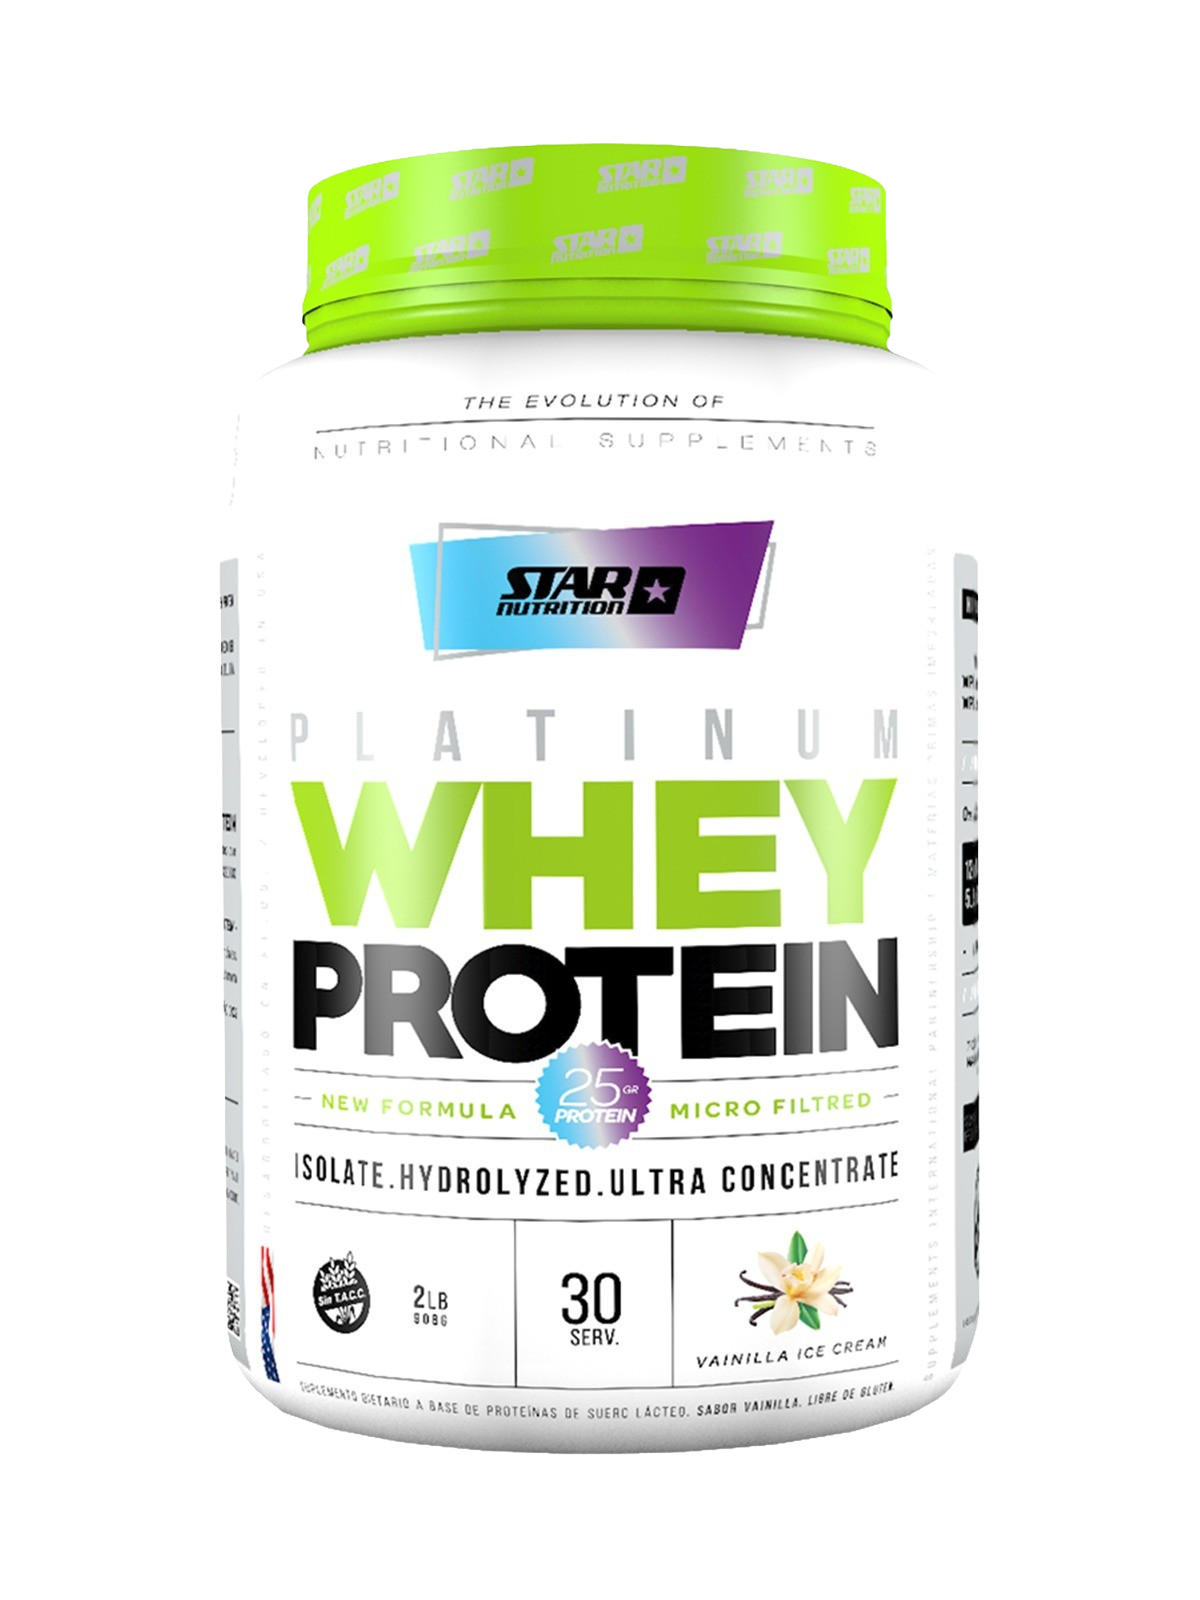 STAR NUTRITION
THE EVOLUTION OF
NUTRITIONAL SUPPLEMENTS
STAR
NUTRITION
PLATINUM
WHEY
PROTEIN
25 GR
PROTEIN
NEW FORMULA
MICRO FILTRED
ISOLATE.HYDROLYZED.ULTRA CONCENTRATE
Sin T.A.C.C.
2LB
908G
30
SERV.
VAINILLA ICE CREAM
SUPLEMENTO DIETARIO A BASE DE PROTEÍNAS DE SUERO LÁCTEO. SABOR VAINILLA. LIBRE DE GLUTEN.